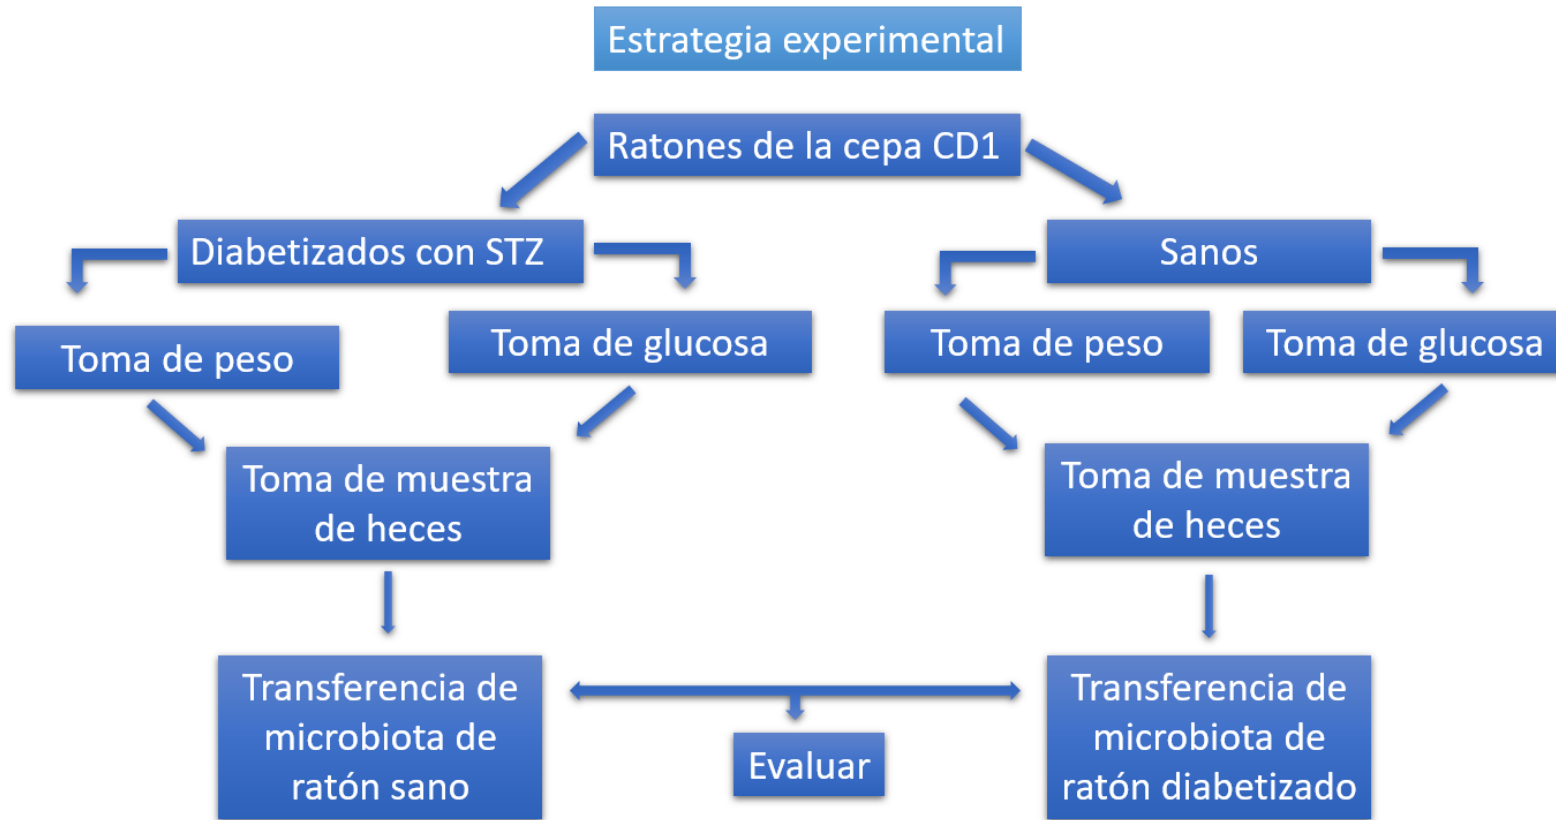 Estrategia experimental
Ratones de la cepa CD1
Diabetizados con STZ
Sanos
Toma de peso
Toma de glucosa
Toma de peso
Toma de glucosa
Toma de muestra
de heces
Toma de muestra
de heces
Transferencia de
microbiota de
ratón sano
Evaluar
Transferencia de
microbiota de
ratón diabetizado